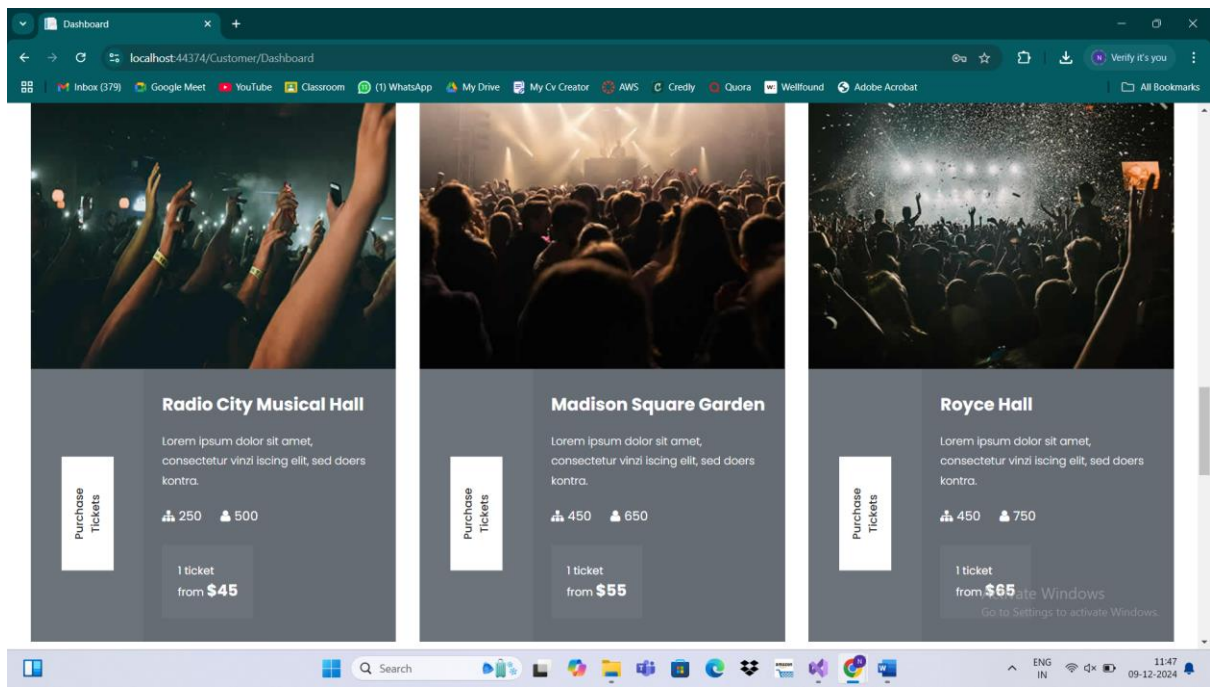 Dashboard
localhost:44374/Customer/Dashboard
Verify it's you
Inbox (379)
Google Meet
YouTube
Classroom
(1) WhatsApp
My Drive
My Cv Creator
AWS
Credly
Quora
Wellfound
Adobe Acrobat
All Bookmarks
Radio City Musical Hall
Lorem ipsum dolor sit amet,
consectetur vinzi iscing elit, sed doers
kontra.
250 500
Purchase
Tickets
1 ticket
from $45
Madison Square Garden
Lorem ipsum dolor sit amet,
consectetur vinzi iscing elit, sed doers
kontra.
450 650
Purchase
Tickets
1 ticket
from $55
Royce Hall
Lorem ipsum dolor sit amet,
consectetur vinzi iscing elit, sed doers
kontra.
450 750
Purchase
Tickets
1 ticket
from $65
Activate Windows
Go to Settings to activate Windows.
Search
ENG
IN
11:47
09-12-2024